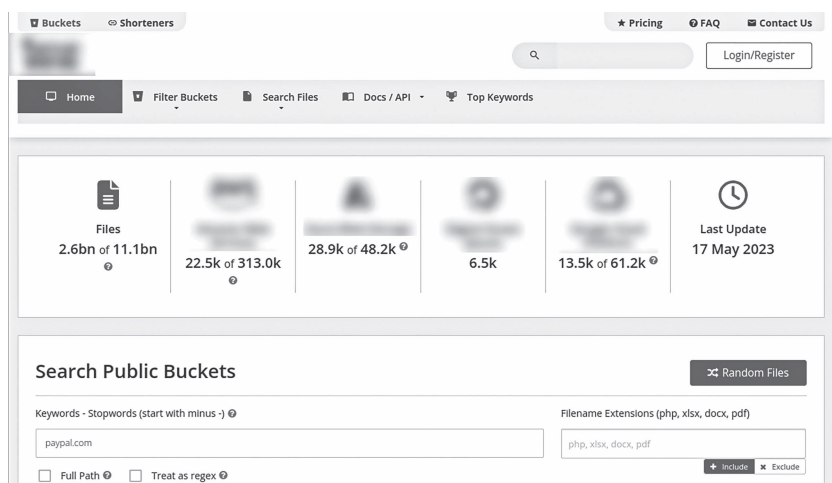 Buckets Shorteners
Pricing FAQ Contact Us
Login/Register
Home Filter Buckets Search Files Docs / API Top Keywords
Files
2.6bn of 11.1bn
22.5k of 313.0k
28.9k of 48.2k
6.5k
13.5k of 61.2k
Last Update
17 May 2023
Search Public Buckets
Random Files
Keywords - Stopwords (start with minus -)
Filename Extensions (php, xlsx, docx, pdf)
paypal.com
php, xlsx, docx, pdf
Include Exclude
Full Path Treat as regex